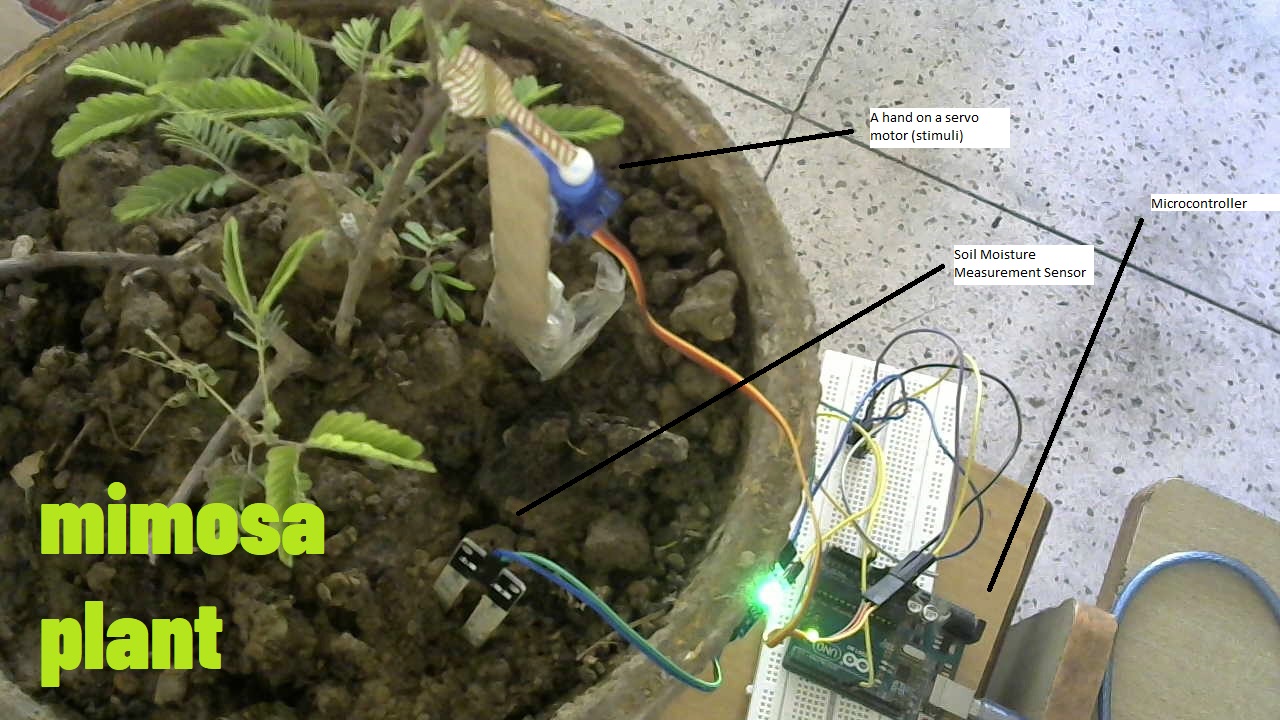 A hand on a servo
motor (stimuli)
Microcontroller
Soil Moisture
Measurement Sensor
mimosa
plant
UNO